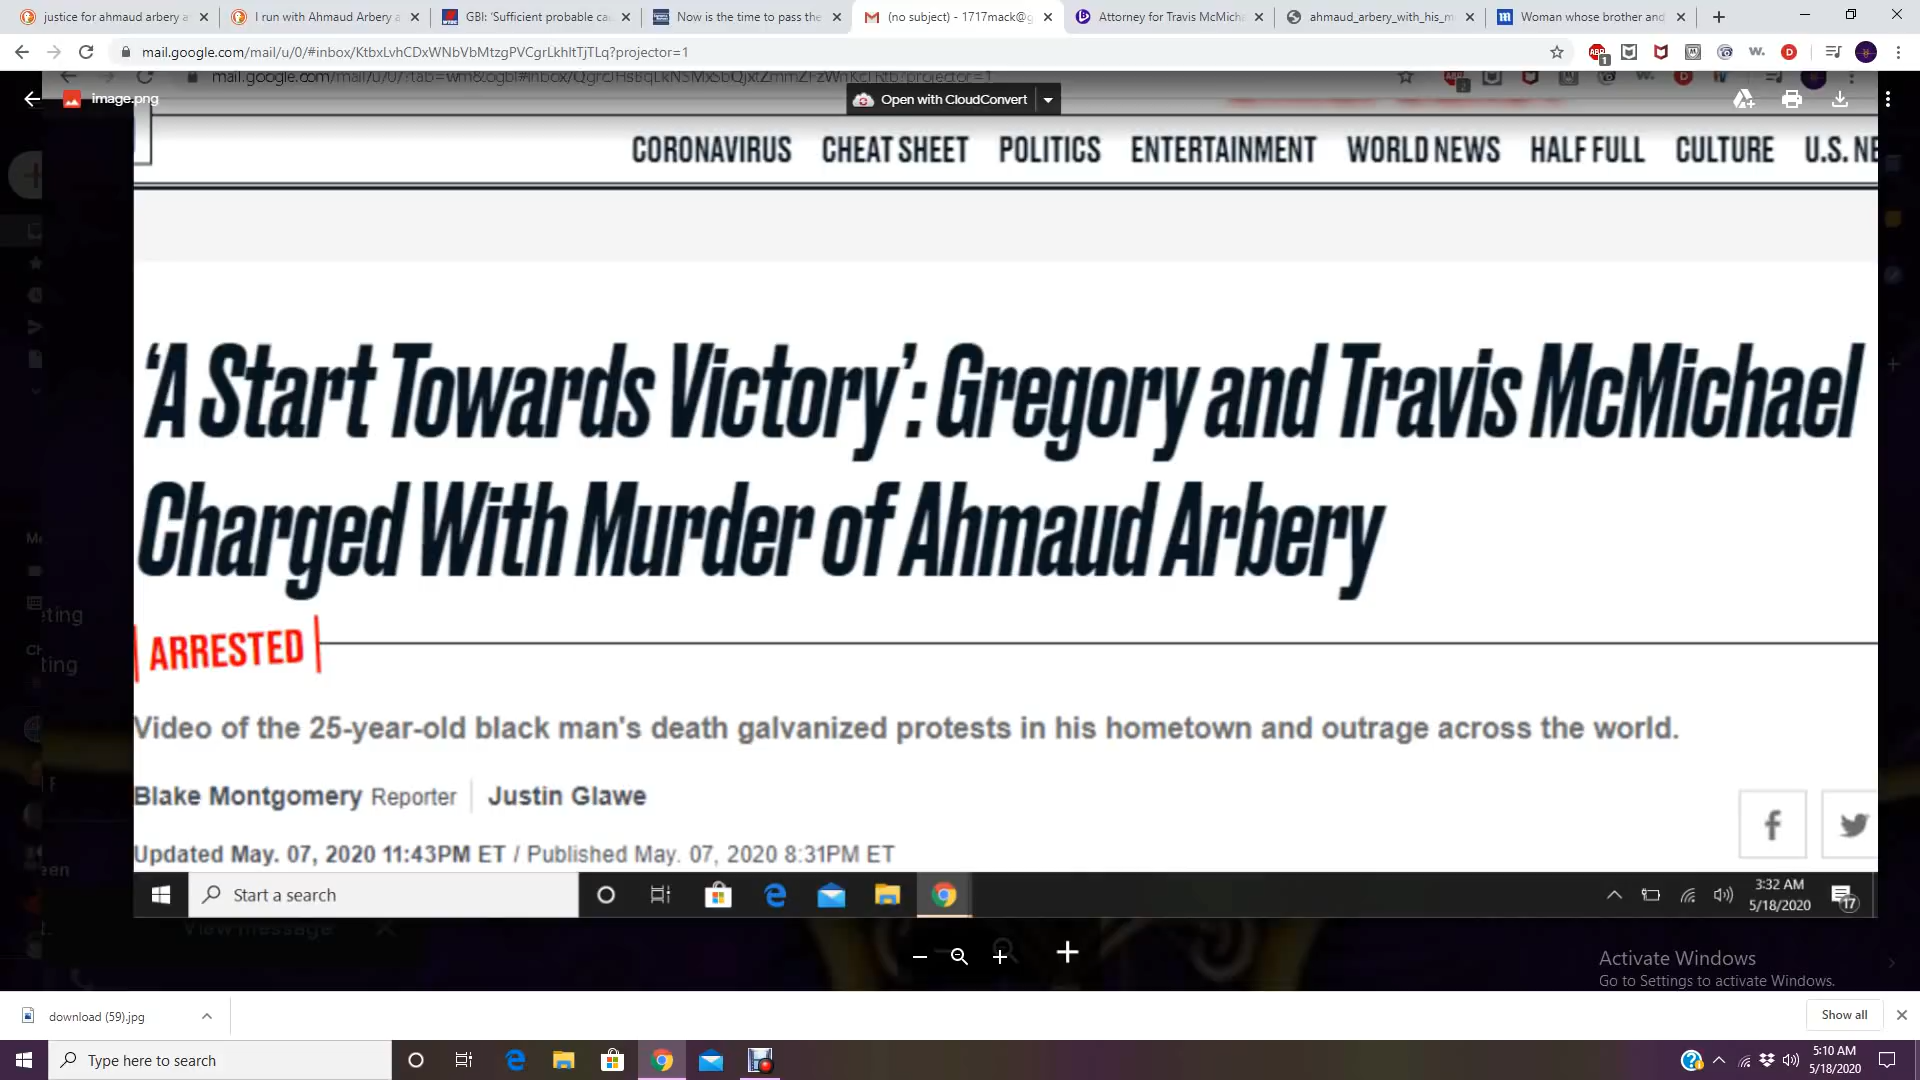 justice for ahmaud arbery a
I run with Ahmaud Arbery a
GBI: 'Sufficient probable ca
Now is the time to pass the
(no subject) - 1717mack@g
Attorney for Travis McMich
ahmaud_arbery_with_his_m
Woman whose brother and
mail.google.com/mail/u/0/#inbox/KtbxLvhCDxWNbVbMtzgPVCgrLkhltTjTLq?projector=1
image.png
Open with CloudConvert
CORONAVIRUS CHEAT SHEET POLITICS ENTERTAINMENT WORLD NEWS HALF FULL CULTURE U.S. NE
'A Start Towards Victory': Gregory and Travis McMichael
Charged With Murder of Ahmaud Arbery
ARRESTED
Video of the 25-year-old black man's death galvanized protests in his hometown and outrage across the world.
Blake Montgomery Reporter Justin Glawe
Updated May. 07, 2020 11:43PM ET / Published May. 07, 2020 8:31PM ET
Start a search
3:32 AM
5/18/2020
17
View message
Activate Windows
Go to Settings to activate Windows.
download (59).jpg
Show all
Type here to search
5:10 AM
5/18/2020